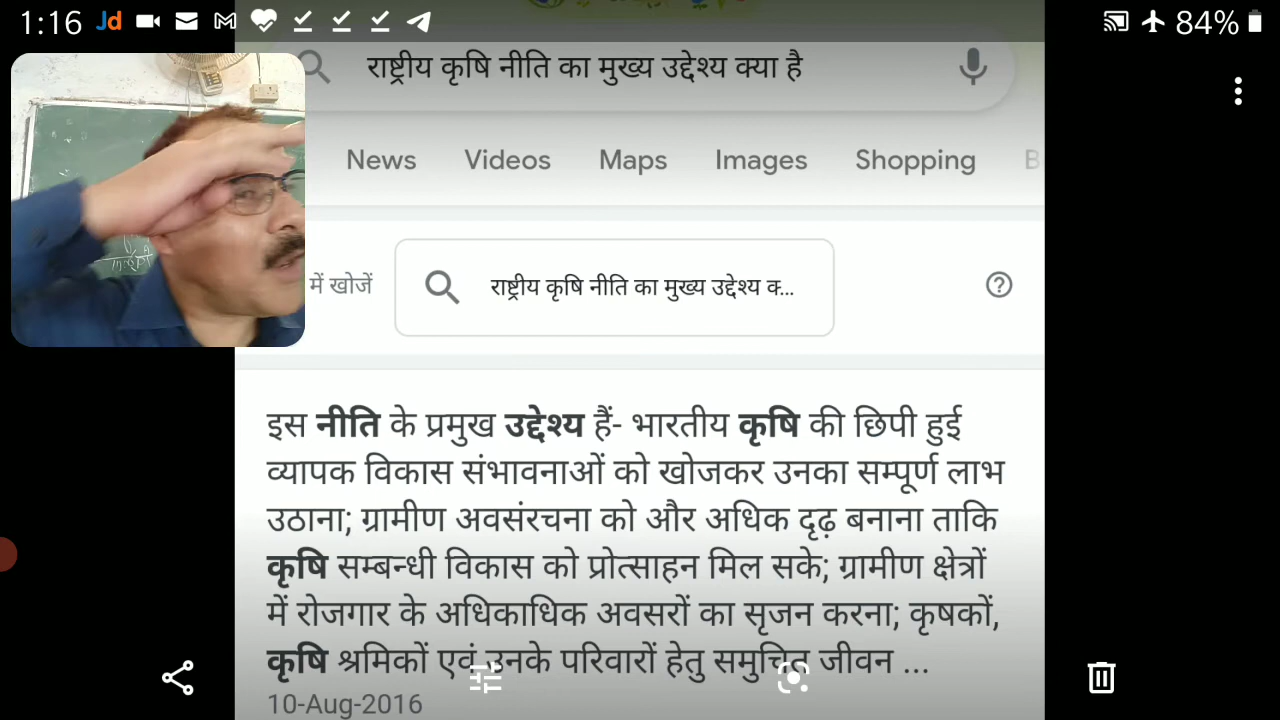 1:16
84%
राष्ट्रीय कृषि नीति का मुख्य उद्देश्य क्या है
News Videos Maps Images Shopping
में खोजें
राष्ट्रीय कृषि नीति का मुख्य उद्देश्य क...
इस नीति के प्रमुख उद्देश्य हैं- भारतीय कृषि की छिपी हुई
व्यापक विकास संभावनाओं को खोजकर उनका सम्पूर्ण लाभ
उठाना; ग्रामीण अवसंरचना को और अधिक दृढ़ बनाना ताकि
कृषि सम्बन्धी विकास को प्रोत्साहन मिल सके; ग्रामीण क्षेत्रों
में रोजगार के अधिकाधिक अवसरों का सृजन करना; कृषकों,
कृषि श्रमिकों एवं उनके परिवारों हेतु समुचित जीवन ...
10-Aug-2016